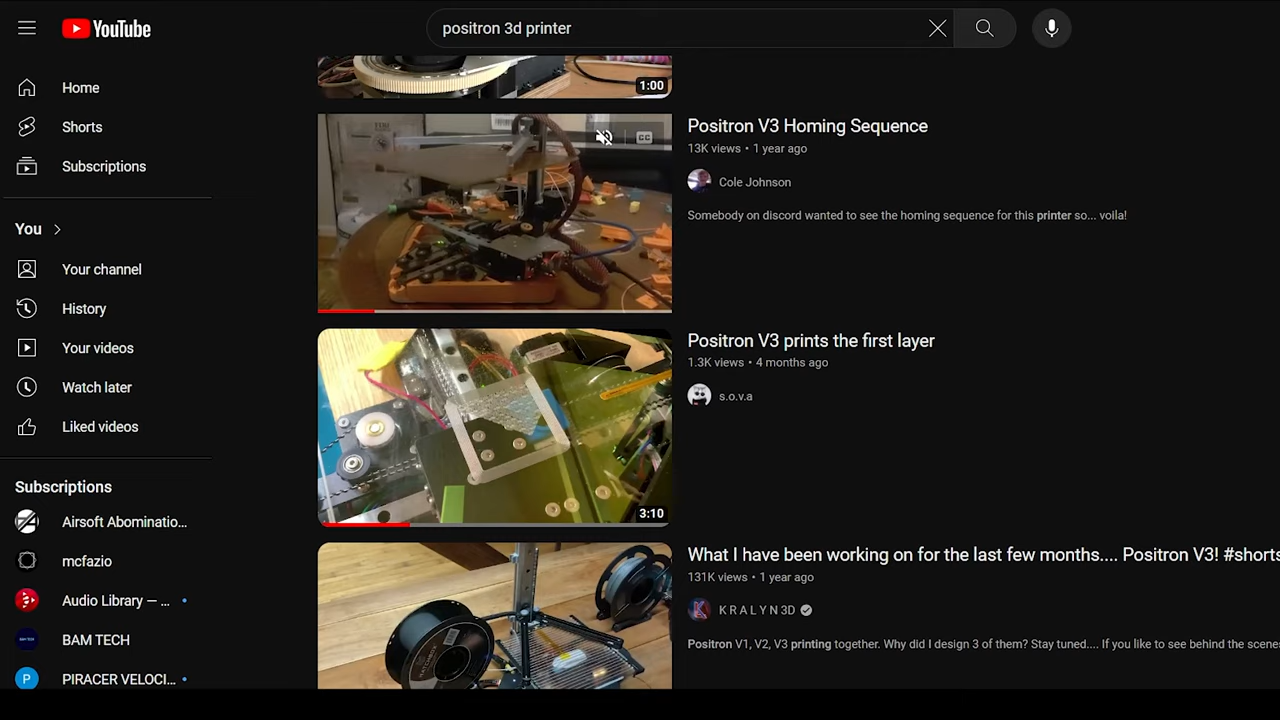 YouTube
positron 3d printer
Home
Shorts
Subscriptions
You
Your channel
History
Your videos
Watch later
Liked videos
Subscriptions
Airsoft Abominatio...
mcfazio
Audio Library — ...
BAM TECH
P
PIRACER VELOCI...
1:00
CC
Positron V3 Homing Sequence
13K views • 1 year ago
Cole Johnson
Somebody on discord wanted to see the homing sequence for this printer so... voila!
3:10
Positron V3 prints the first layer
1.3K views • 4 months ago
s.o.v.a
What I have been working on for the last few months.... Positron V3! #shorts
131K views • 1 year ago
K R A L Y N 3D
Positron V1, V2, V3 printing together. Why did I design 3 of them? Stay tuned.... If you like to see behind the scene